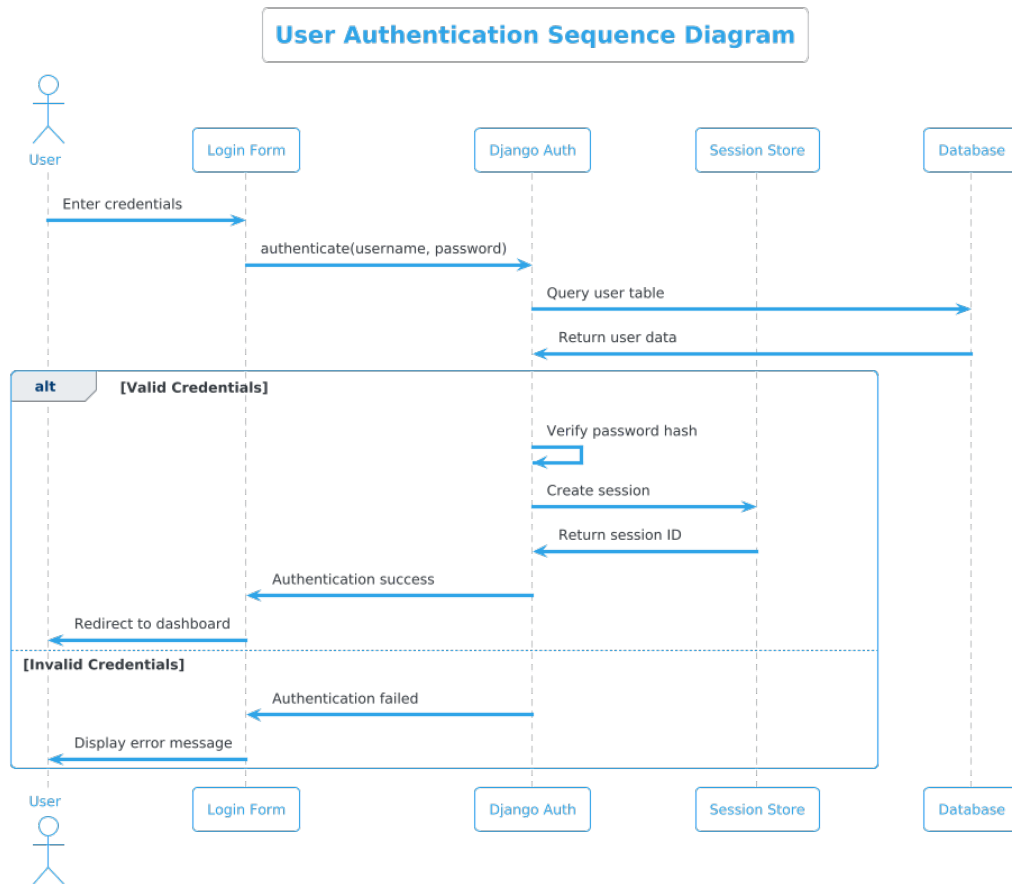 User Authentication Sequence Diagram
User
Login Form
Django Auth
Session Store
Database
Enter credentials
authenticate(username, password)
Query user table
Return user data
alt
[Valid Credentials]
Verify password hash
Create session
Return session ID
Authentication success
Redirect to dashboard
[Invalid Credentials]
Authentication failed
Display error message
User
Login Form
Django Auth
Session Store
Database